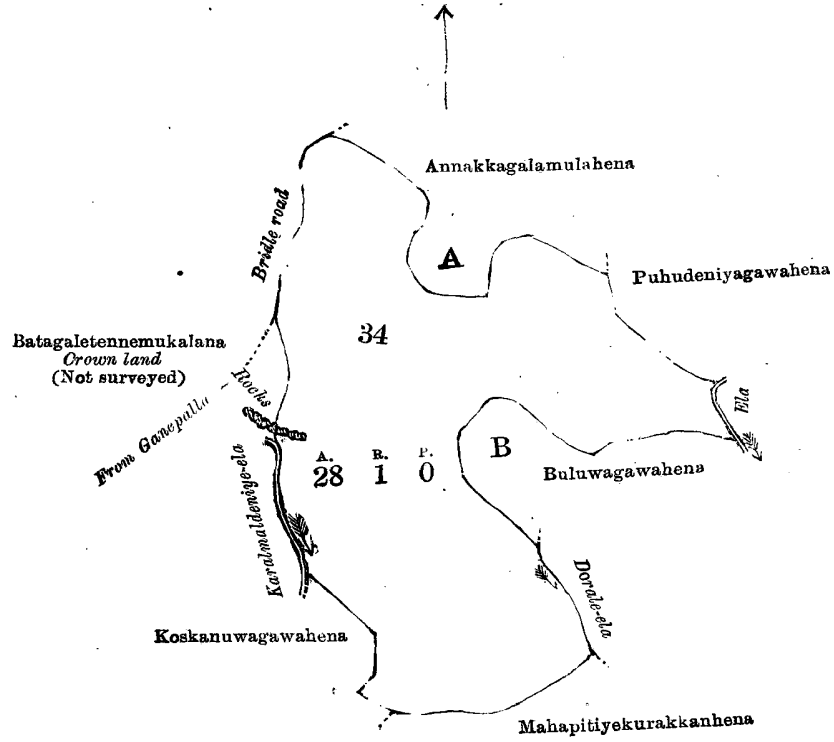 Annakkagalamulahena
Bridle road
A
Puhudeniyagawahena
34
Batagaletennemukalana
Crown land
(Not surveyed)
Rocks
From Ganepalla
Ela
B
Buluwagawahena
A. R. P.
28 1 0
Karalmaldeniye-ela
Dorale-ela
Koskanuwagawahena
Mahapitiyekurakkanhena